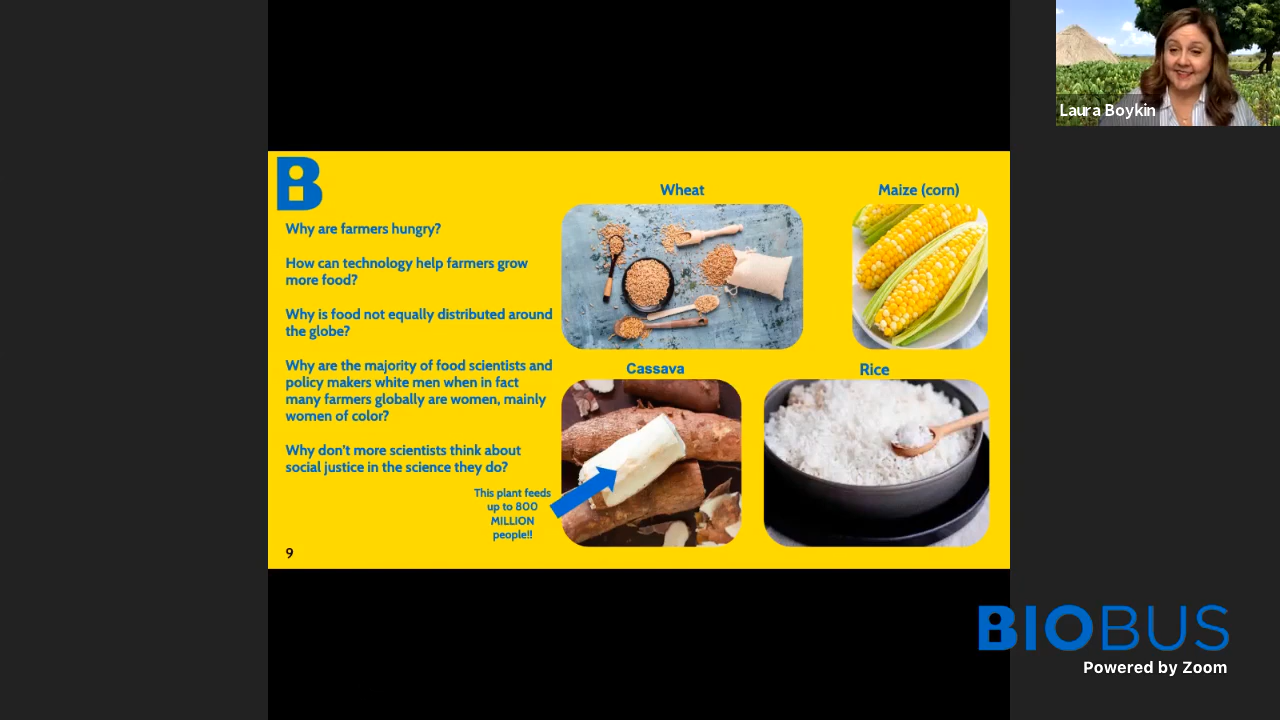 Laura Boykin
B
Why are farmers hungry?
How can technology help farmers grow
more food?
Why is food not equally distributed around
the globe?
Why are the majority of food scientists and
policy makers white men when in fact
many farmers globally are women, mainly
women of color?
Why don't more scientists think about
social justice in the science they do?
This plant feeds
up to 800
MILLION
people!!
9
Wheat
Maize (corn)
Cassava
Rice
BIOBUS
Powered by Zoom